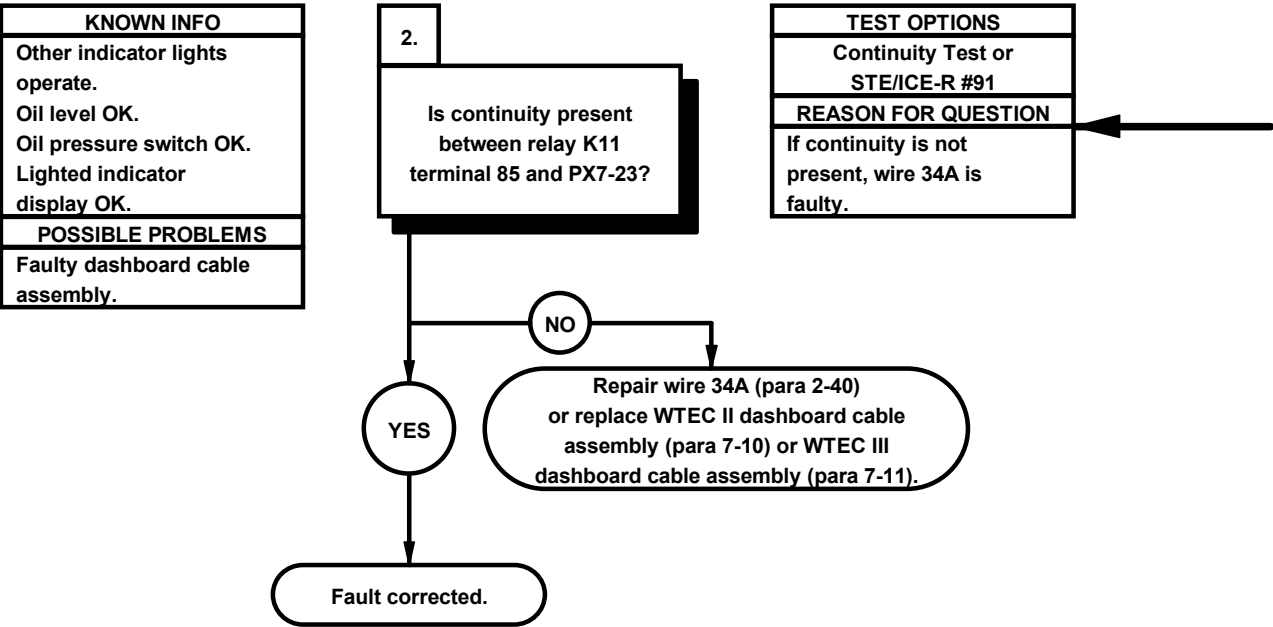 KNOWN INFO
Other indicator lights
operate.
Oil level OK.
Oil pressure switch OK.
Lighted indicator
display OK.
POSSIBLE PROBLEMS
Faulty dashboard cable
assembly.
2.
Is continuity present
between relay K11
terminal 85 and PX7-23?
TEST OPTIONS
Continuity Test or
STE/ICE-R #91
REASON FOR QUESTION
If continuity is not
present, wire 34A is
faulty.
NO
YES
Repair wire 34A (para 2-40)
or replace WTEC II dashboard cable
assembly (para 7-10) or WTEC III
dashboard cable assembly (para 7-11).
Fault corrected.